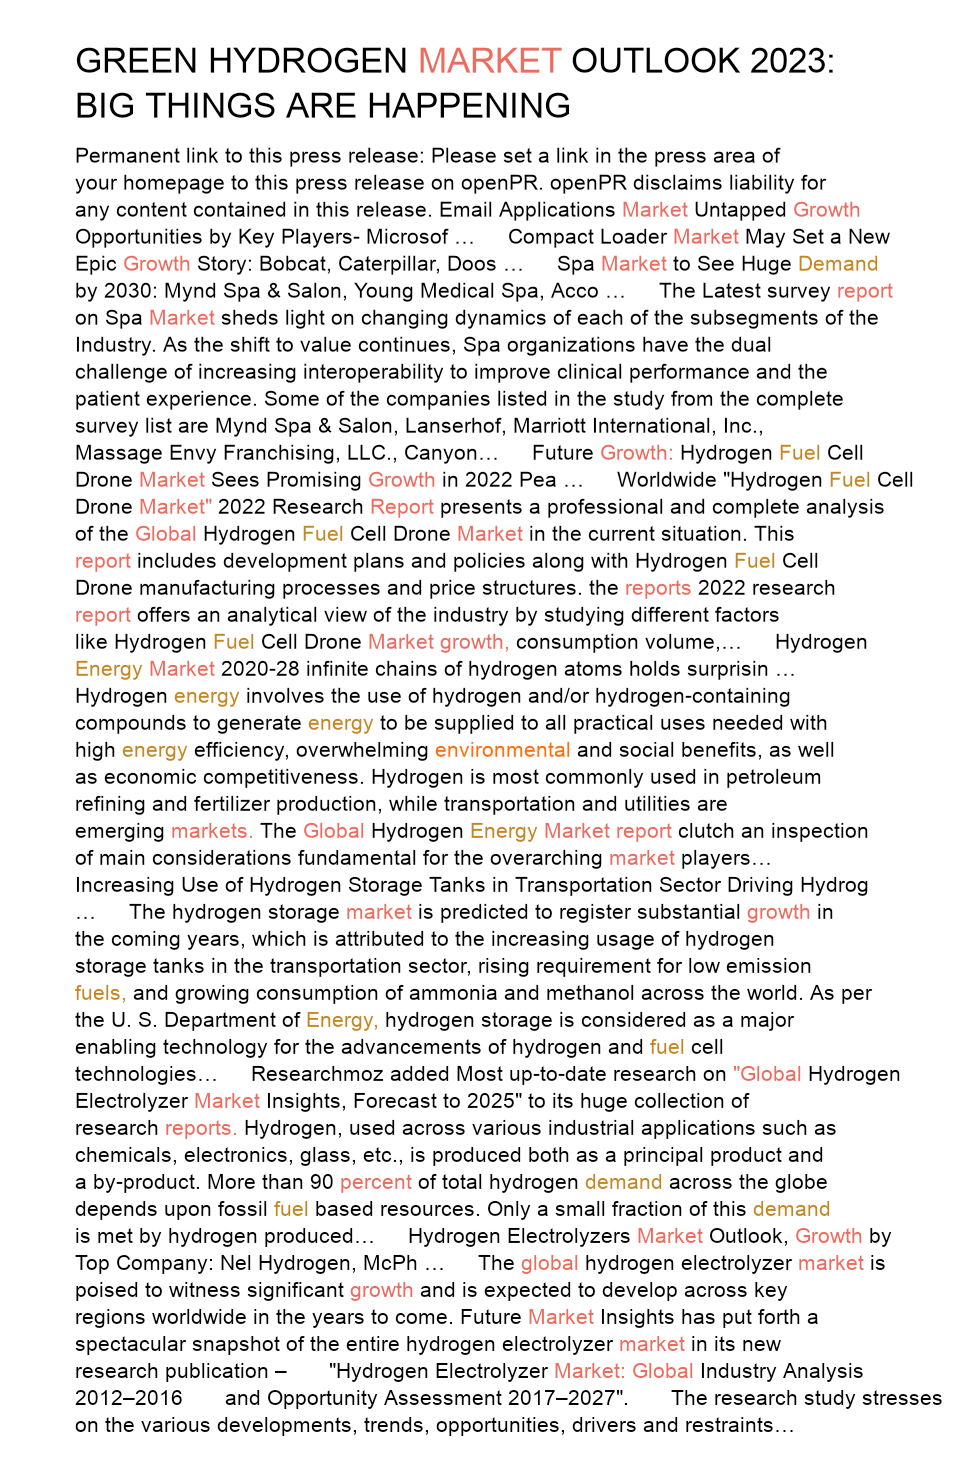 GREEN HYDROGEN MARKET OUTLOOK 2023:
BIG THINGS ARE HAPPENING
Permanent link to this press release: Please set a link in the press area of
your homepage to this press release on openPR. openPR disclaims liability for
any content contained in this release. Email Applications Market Untapped Growth
Opportunities by Key Players- Microsof … Compact Loader Market May Set a New
Epic Growth Story: Bobcat, Caterpillar, Doos … Spa Market to See Huge Demand
by 2030: Mynd Spa & Salon, Young Medical Spa, Acco … The Latest survey report
on Spa Market sheds light on changing dynamics of each of the subsegments of the
Industry. As the shift to value continues, Spa organizations have the dual
challenge of increasing interoperability to improve clinical performance and the
patient experience. Some of the companies listed in the study from the complete
survey list are Mynd Spa & Salon, Lanserhof, Marriott International, Inc.,
Massage Envy Franchising, LLC., Canyon… Future Growth: Hydrogen Fuel Cell
Drone Market Sees Promising Growth in 2022 Pea … Worldwide "Hydrogen Fuel Cell
Drone Market" 2022 Research Report presents a professional and complete analysis
of the Global Hydrogen Fuel Cell Drone Market in the current situation. This
report includes development plans and policies along with Hydrogen Fuel Cell
Drone manufacturing processes and price structures. the reports 2022 research
report offers an analytical view of the industry by studying different factors
like Hydrogen Fuel Cell Drone Market growth, consumption volume,… Hydrogen
Energy Market 2020-28 infinite chains of hydrogen atoms holds surprisin …
Hydrogen energy involves the use of hydrogen and/or hydrogen-containing
compounds to generate energy to be supplied to all practical uses needed with
high energy efficiency, overwhelming environmental and social benefits, as well
as economic competitiveness. Hydrogen is most commonly used in petroleum
refining and fertilizer production, while transportation and utilities are
emerging markets. The Global Hydrogen Energy Market report clutch an inspection
of main considerations fundamental for the overarching market players…
Increasing Use of Hydrogen Storage Tanks in Transportation Sector Driving Hydrog
… The hydrogen storage market is predicted to register substantial growth in
the coming years, which is attributed to the increasing usage of hydrogen
storage tanks in the transportation sector, rising requirement for low emission
fuels, and growing consumption of ammonia and methanol across the world. As per
the U. S. Department of Energy, hydrogen storage is considered as a major
enabling technology for the advancements of hydrogen and fuel cell
technologies… Researchmoz added Most up-to-date research on "Global Hydrogen
Electrolyzer Market Insights, Forecast to 2025" to its huge collection of
research reports. Hydrogen, used across various industrial applications such as
chemicals, electronics, glass, etc., is produced both as a principal product and
a by-product. More than 90 percent of total hydrogen demand across the globe
depends upon fossil fuel based resources. Only a small fraction of this demand
is met by hydrogen produced… Hydrogen Electrolyzers Market Outlook, Growth by
Top Company: Nel Hydrogen, McPh … The global hydrogen electrolyzer market is
poised to witness significant growth and is expected to develop across key
regions worldwide in the years to come. Future Market Insights has put forth a
spectacular snapshot of the entire hydrogen electrolyzer market in its new
research publication – "Hydrogen Electrolyzer Market: Global Industry Analysis
2012–2016 and Opportunity Assessment 2017–2027". The research study stresses
on the various developments, trends, opportunities, drivers and restraints…